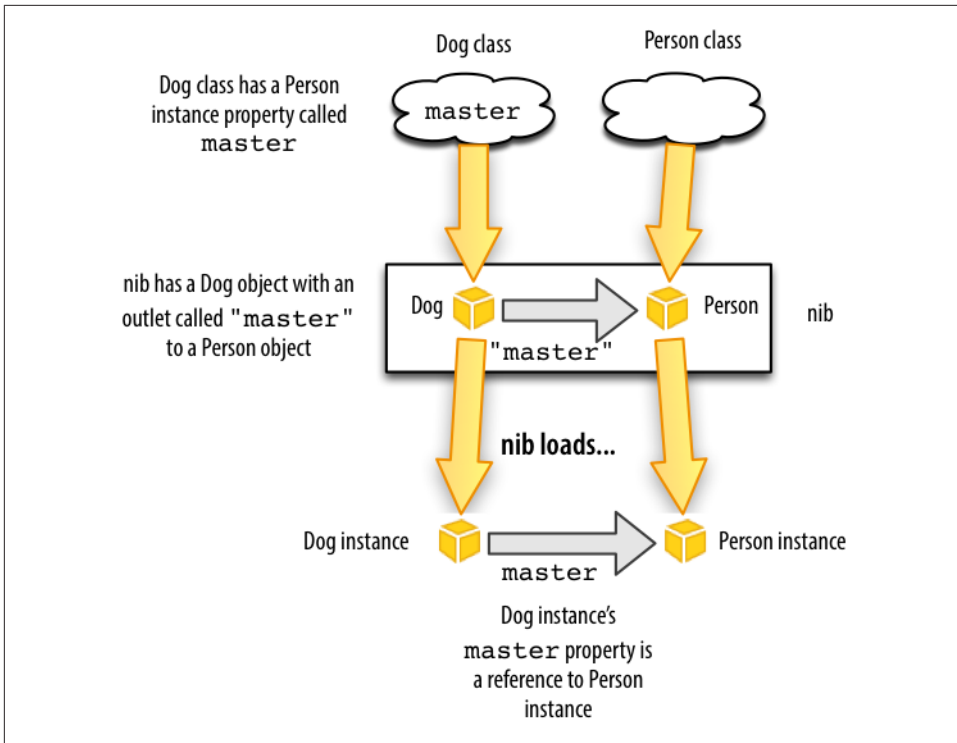 Dog class
Person class
Dog class has a Person
instance property called
master
master
nib has a Dog object with an
outlet called "master"
to a Person object
Dog
Person
"master"
nib
nib loads...
Dog instance
Person instance
master
Dog instance's
master property is
a reference to Person
instance